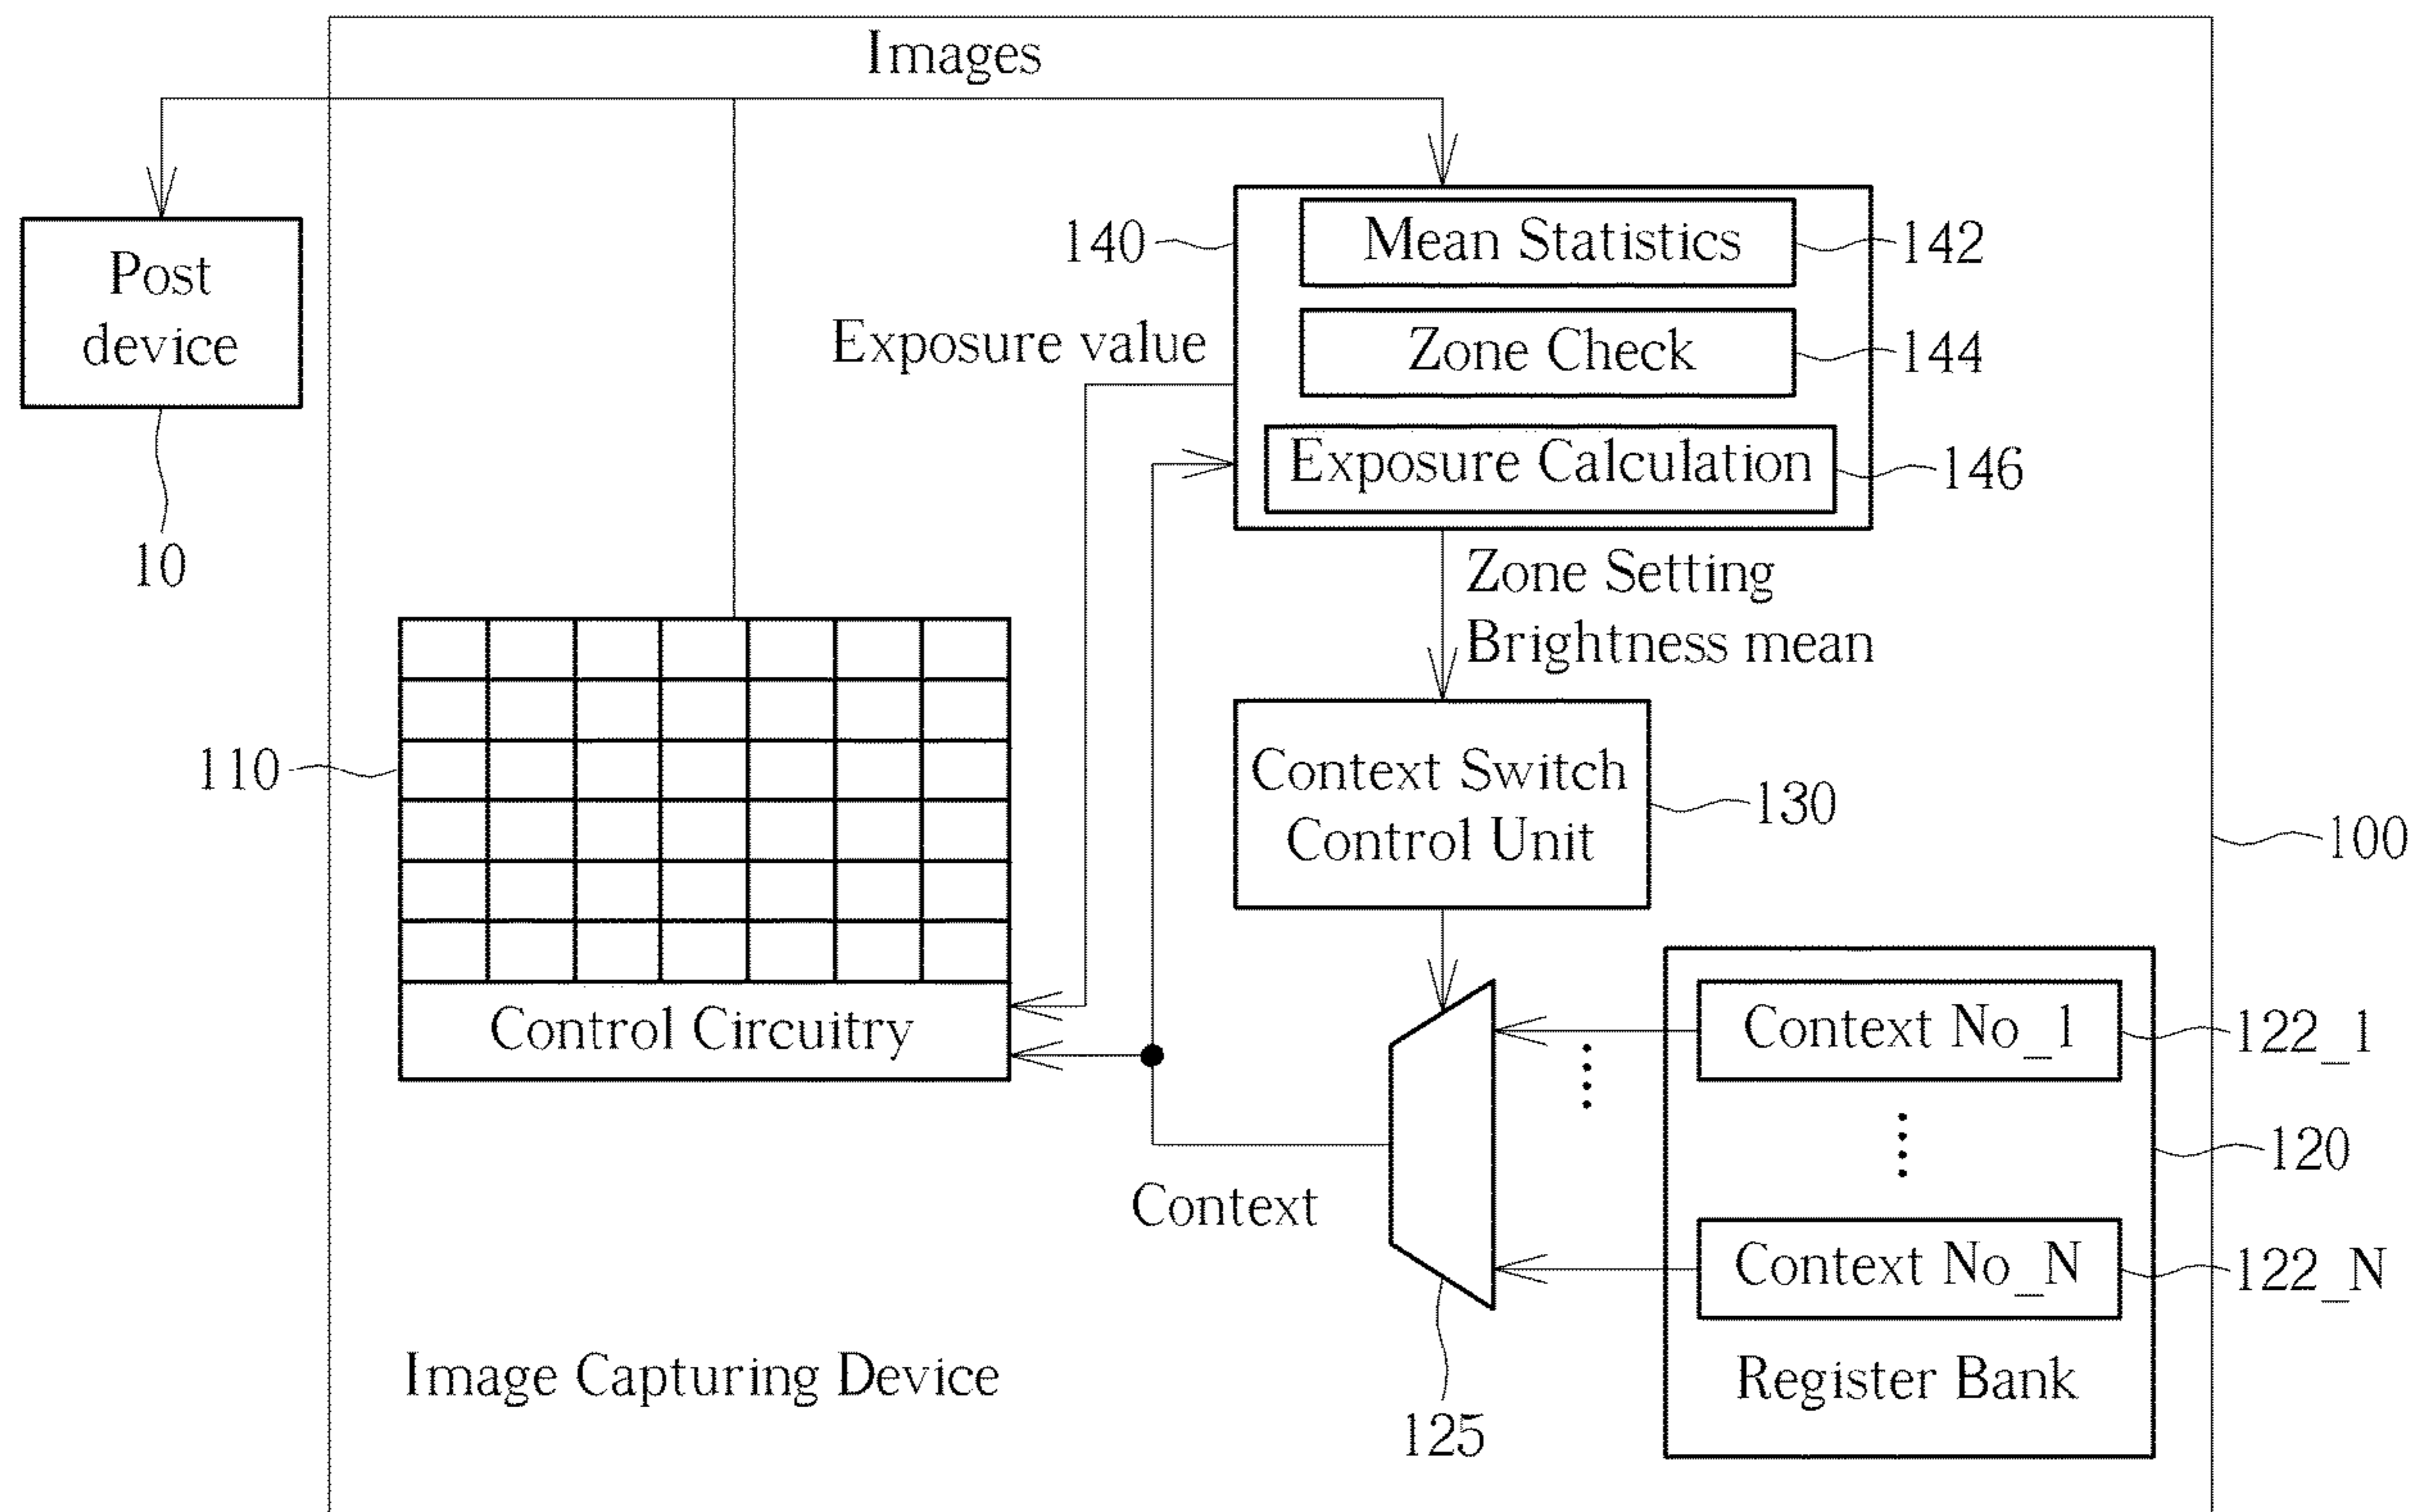 Images
Post
device
10
140
Mean Statistics
142
Zone Check
144
Exposure Calculation
146
Exposure value
Zone Setting
Brightness mean
110
Control Circuitry
Context Switch
Control Unit
130
100
Context No_1
122_1
120
Context No_N
122_N
Register Bank
Context
125
Image Capturing Device